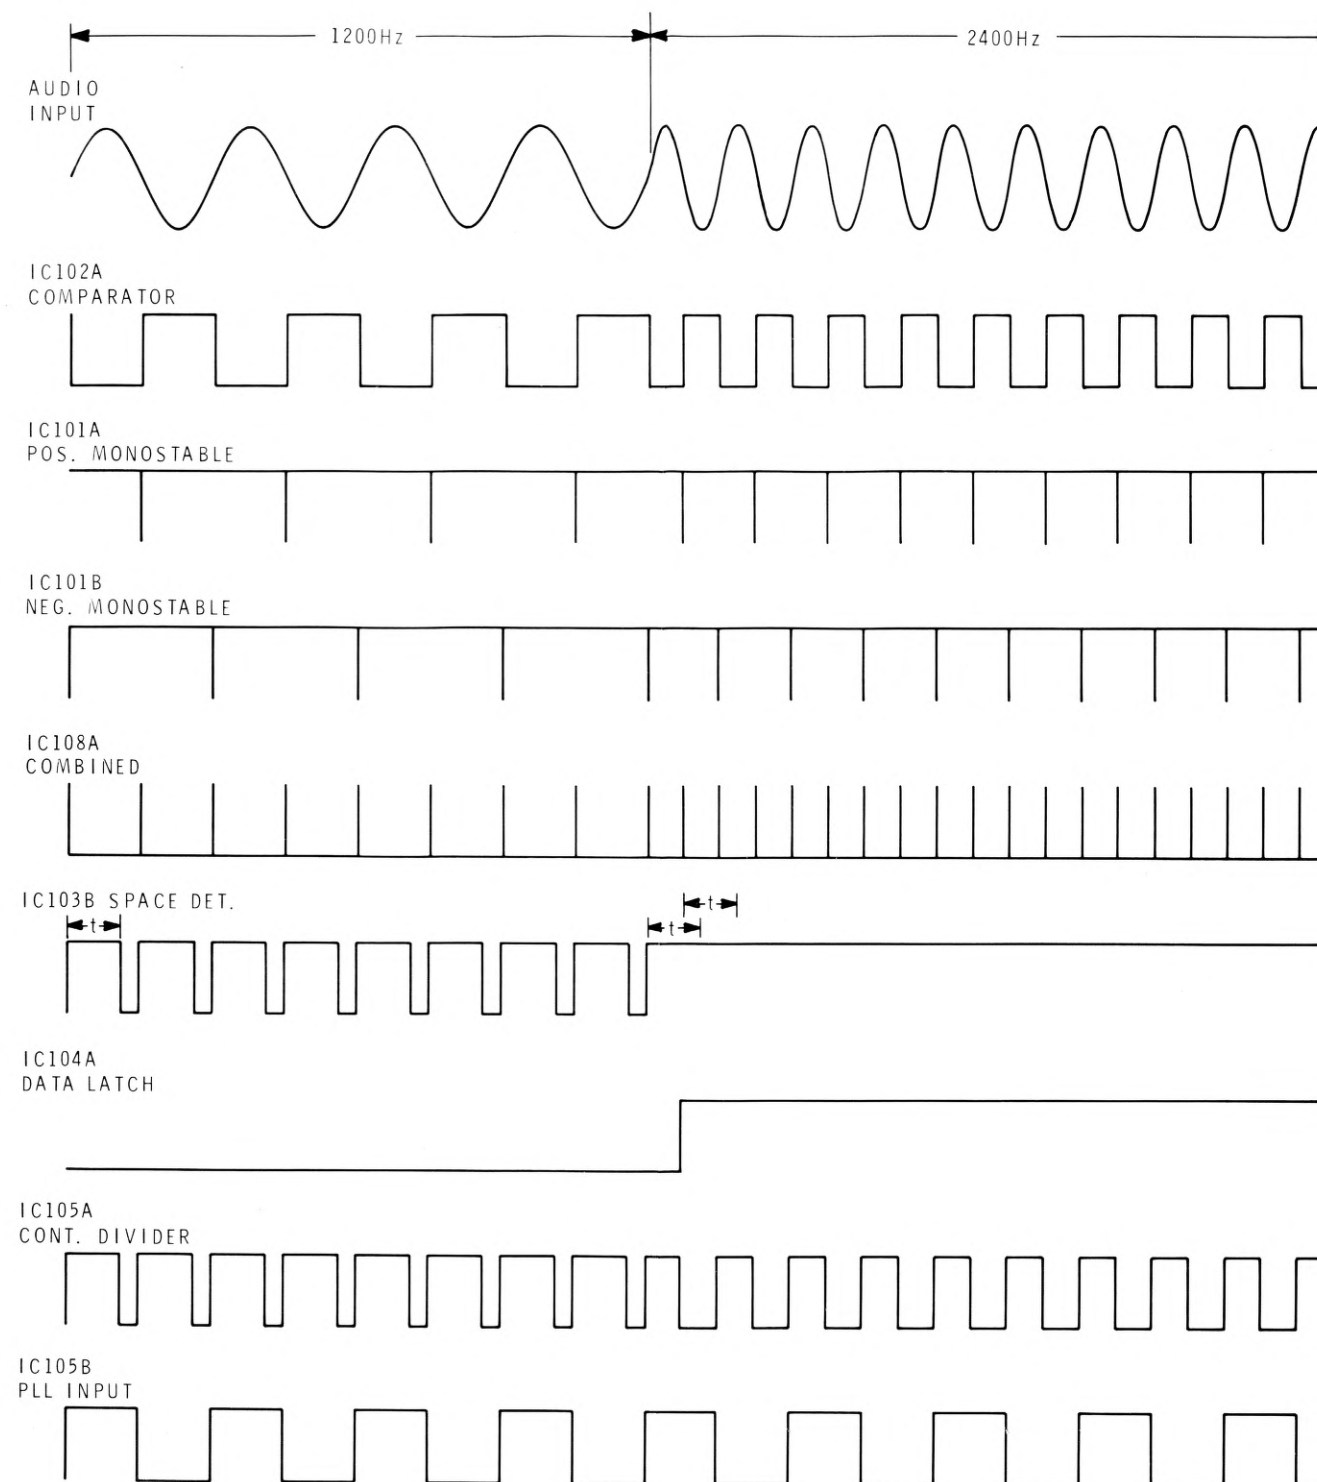 1200Hz
2400Hz
AUDIO
INPUT
IC102A
COMPARATOR
IC101A
POS. MONOSTABLE
IC101B
NEG. MONOSTABLE
IC108A
COMBINED
IC103B SPACE DET.
t
t
t
IC104A
DATA LATCH
IC105A
CONT. DIVIDER
IC105B
PLL INPUT